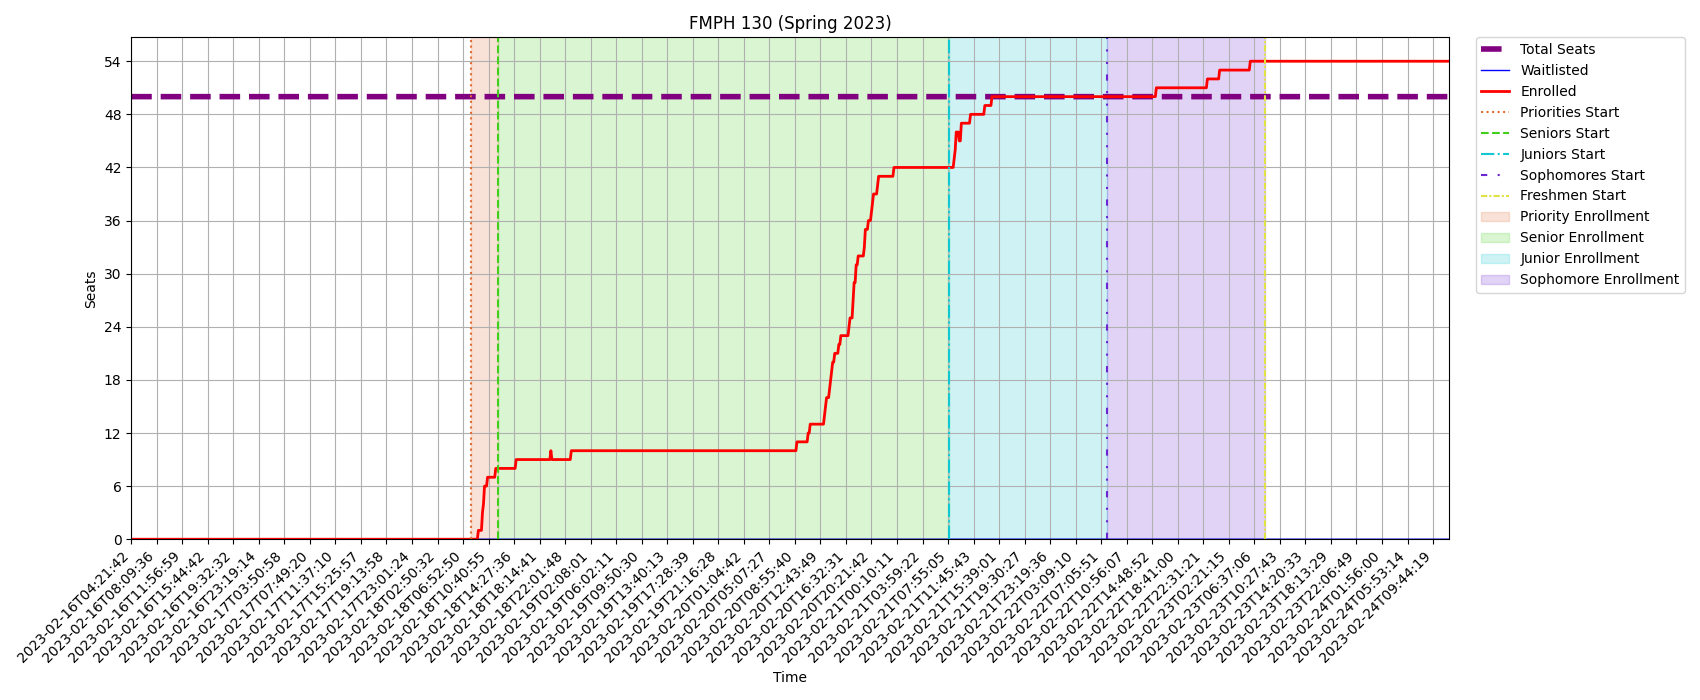 FMPH 130 (Spring 2023)
Total Seats
Waitlisted
Enrolled
Priorities Start
Seniors Start
Juniors Start
Sophomores Start
Freshmen Start
Priority Enrollment
Senior Enrollment
Junior Enrollment
Sophomore Enrollment
Seats
54
48
42
36
30
24
18
12
6
0
2023-02-16T04:21:42
2023-02-16T08:09:36
2023-02-16T11:56:59
2023-02-16T15:44:42
2023-02-16T19:32:32
2023-02-16T23:19:14
2023-02-17T03:50:58
2023-02-17T07:49:20
2023-02-17T11:37:10
2023-02-17T15:25:57
2023-02-17T19:13:58
2023-02-17T23:01:24
2023-02-18T02:50:32
2023-02-18T06:52:50
2023-02-18T10:40:55
2023-02-18T14:27:36
2023-02-18T18:14:41
2023-02-18T22:01:48
2023-02-19T02:08:01
2023-02-19T06:02:11
2023-02-19T09:50:30
2023-02-19T13:40:13
2023-02-19T17:28:39
2023-02-19T21:16:28
2023-02-20T01:04:42
2023-02-20T05:07:27
2023-02-20T08:55:40
2023-02-20T12:43:49
2023-02-20T16:32:31
2023-02-20T20:21:42
2023-02-21T00:10:11
2023-02-21T03:59:22
2023-02-21T07:55:05
2023-02-21T11:45:43
2023-02-21T15:39:01
2023-02-21T19:30:27
2023-02-21T23:19:36
2023-02-22T03:09:10
2023-02-22T07:05:51
2023-02-22T10:56:07
2023-02-22T14:48:52
2023-02-22T18:41:00
2023-02-22T22:31:21
2023-02-23T02:21:15
2023-02-23T06:37:06
2023-02-23T10:27:43
2023-02-23T14:20:33
2023-02-23T18:13:29
2023-02-23T22:06:49
2023-02-24T01:56:00
2023-02-24T05:53:14
2023-02-24T09:44:19
Time